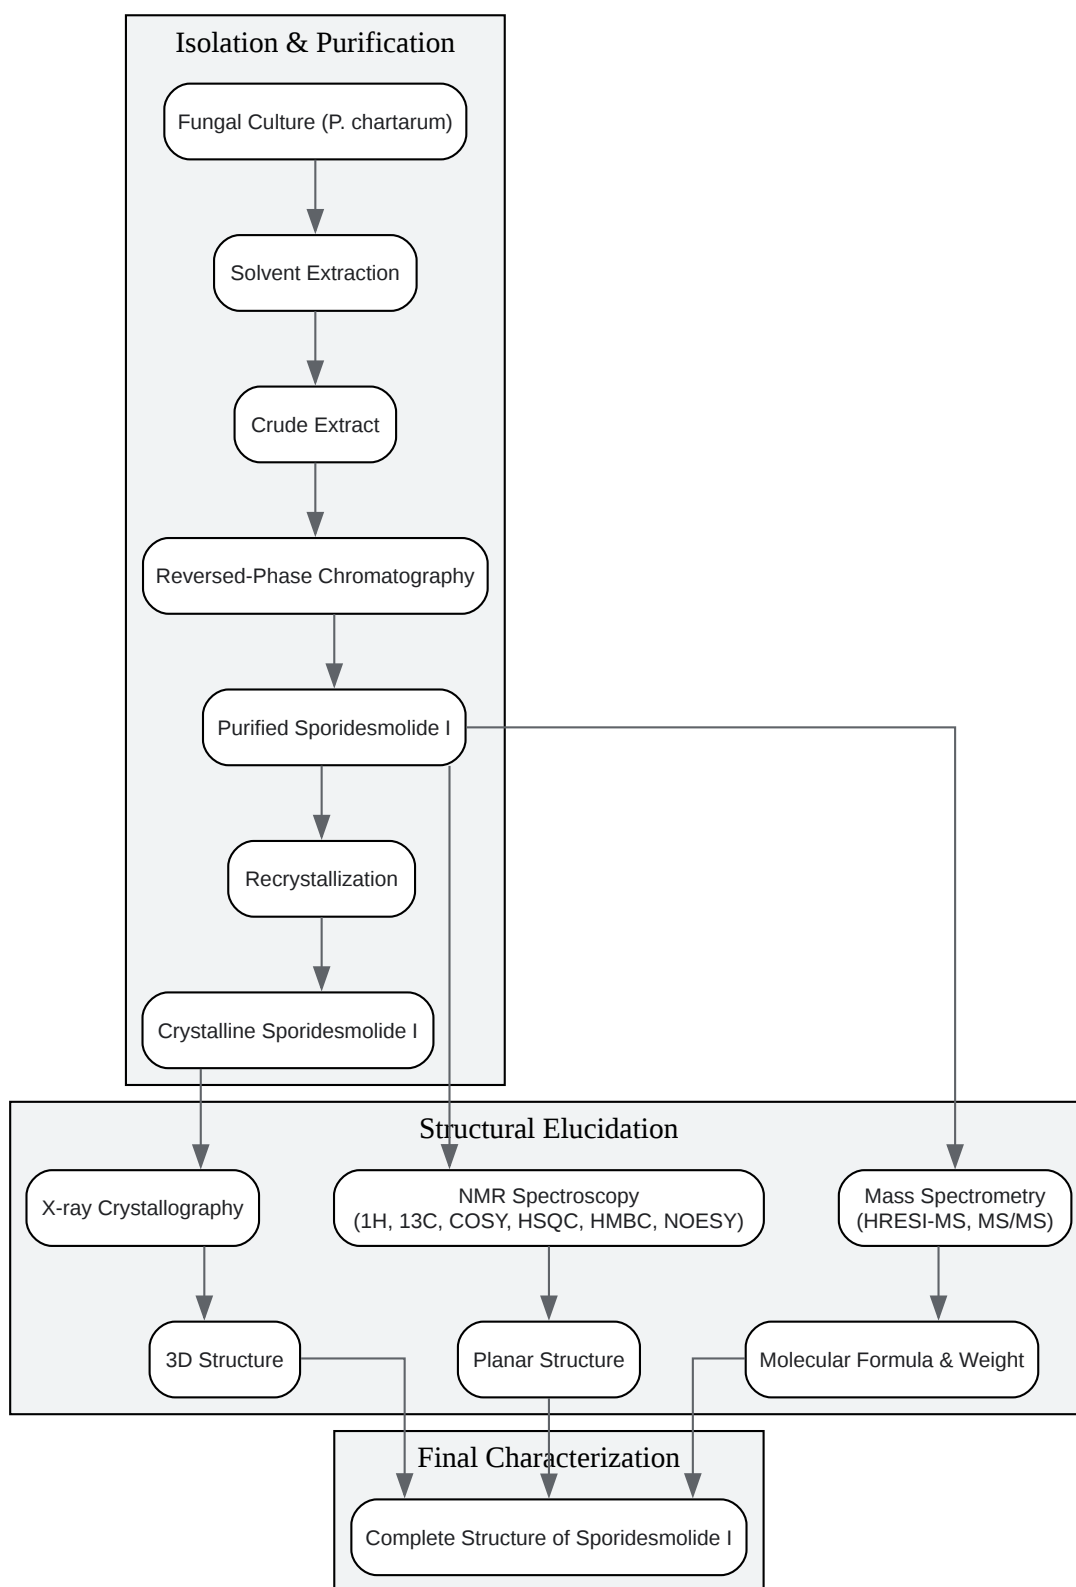 Isolation & Purification
Fungal Culture (P. chartarum)
Solvent Extraction
Crude Extract
Reversed-Phase Chromatography
Purified Sporidesmolide I
Recrystallization
Crystalline Sporidesmolide I
Structural Elucidation
X-ray Crystallography
NMR Spectroscopy
(1H, 13C, COSY, HSQC, HMBC, NOESY)
Mass Spectrometry
(HRESI-MS, MS/MS)
3D Structure
Planar Structure
Molecular Formula & Weight
Final Characterization
Complete Structure of Sporidesmolide I